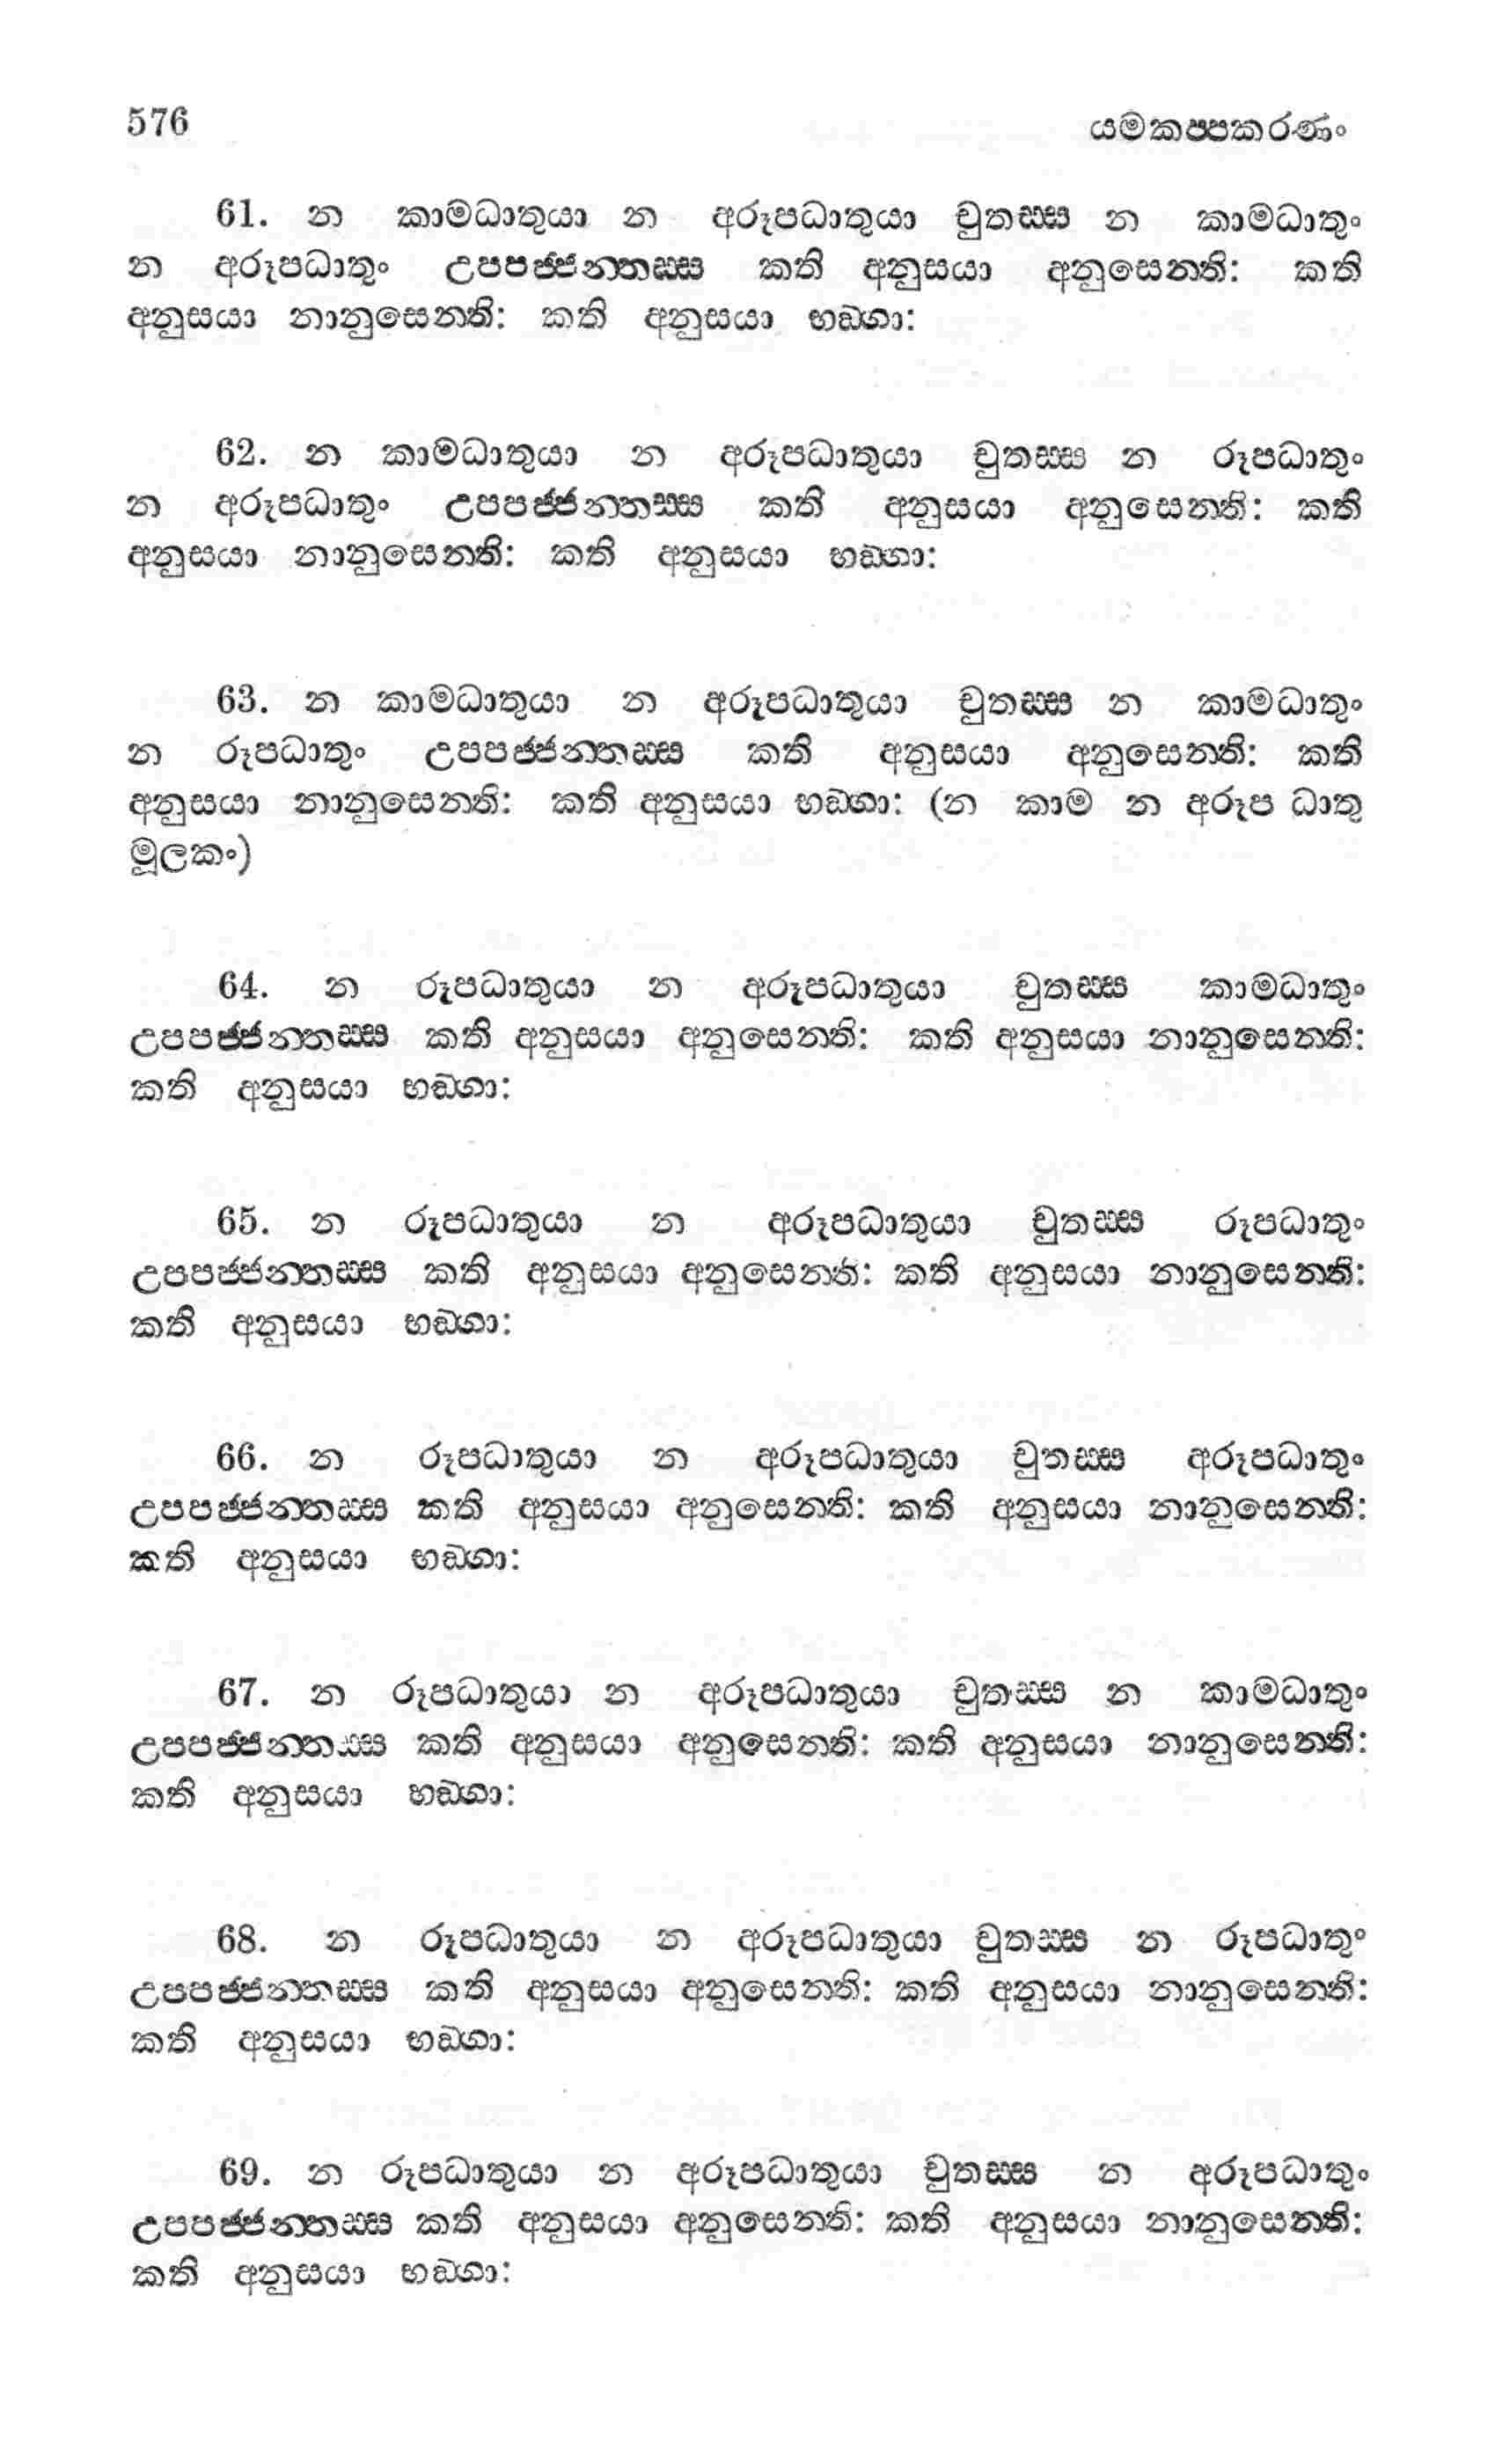 576 යමකප්පකරණං
61. න කාමධාතුයා න අරූපධාතුයා චුතස්ස න කාමධාතුං
න අරූපධාතුං උපපජ්ජන්තස්ස කති අනුසයා අනුසෙන්ති: කති
අනුසයා නානුසෙන්ති: කති අනුසයා භඞ්ගා:
62. න කාමධාතුයා න අරූපධාතුයා චුතස්ස න රූපධාතුං
න අරූපධාතුං උපපජ්ජන්තස්ස කති අනුසයා අනුසෙන්ති: කති
අනුසයා නානුසෙන්ති: කති අනුසයා භඞ්ගා:
63. න කාමධාතුයා න අරූපධාතුයා චුතස්ස න කාමධාතුං
න රූපධාතුං උපපජ්ජන්තස්ස කති අනුසයා අනුසෙන්ති: කති
අනුසයා නානුසෙන්ති: කති අනුසයා භඞ්ගා: (න කාම න අරූප ධාතු
මූලකං)
64. න රූපධාතුයා න අරූපධාතුයා චුතස්ස කාමධාතුං
උපපජ්ජන්තස්ස කති අනුසයා අනුසෙන්ති: කති අනුසයා නානුසෙන්ති:
කති අනුසයා භඞ්ගා:
65. න රූපධාතුයා න අරූපධාතුයා චුතස්ස රූපධාතුං
උපපජ්ජන්තස්ස කති අනුසයා අනුසෙන්ති: කති අනුසයා නානුසෙන්ති:
කති අනුසයා භඞ්ගා:
66. න රූපධාතුයා න අරූපධාතුයා චුතස්ස අරූපධාතුං
උපපජ්ජන්තස්ස කති අනුසයා අනුසෙන්ති: කති අනුසයා නානුසෙන්ති:
කති අනුසයා භඞ්ගා:
67. න රූපධාතුයා න අරූපධාතුයා චුතස්ස න කාමධාතුං
උපපජ්ජන්තස්ස කති අනුසයා අනුසෙන්ති: කති අනුසයා නානුසෙන්ති:
කති අනුසයා භඞ්ගා:
68. න රූපධාතුයා න අරූපධාතුයා චුතස්ස න රූපධාතුං
උපපජ්ජන්තස්ස කති අනුසයා අනුසෙන්ති: කති අනුසයා නානුසෙන්ති:
කති අනුසයා භඞ්ගා:
69. න රූපධාතුයා න අරූපධාතුයා චුතස්ස න අරූපධාතුං
උපපජ්ජන්තස්ස කති අනුසයා අනුසෙන්ති: කති අනුසයා නානුසෙන්ති:
කති අනුසයා භඞ්ගා: